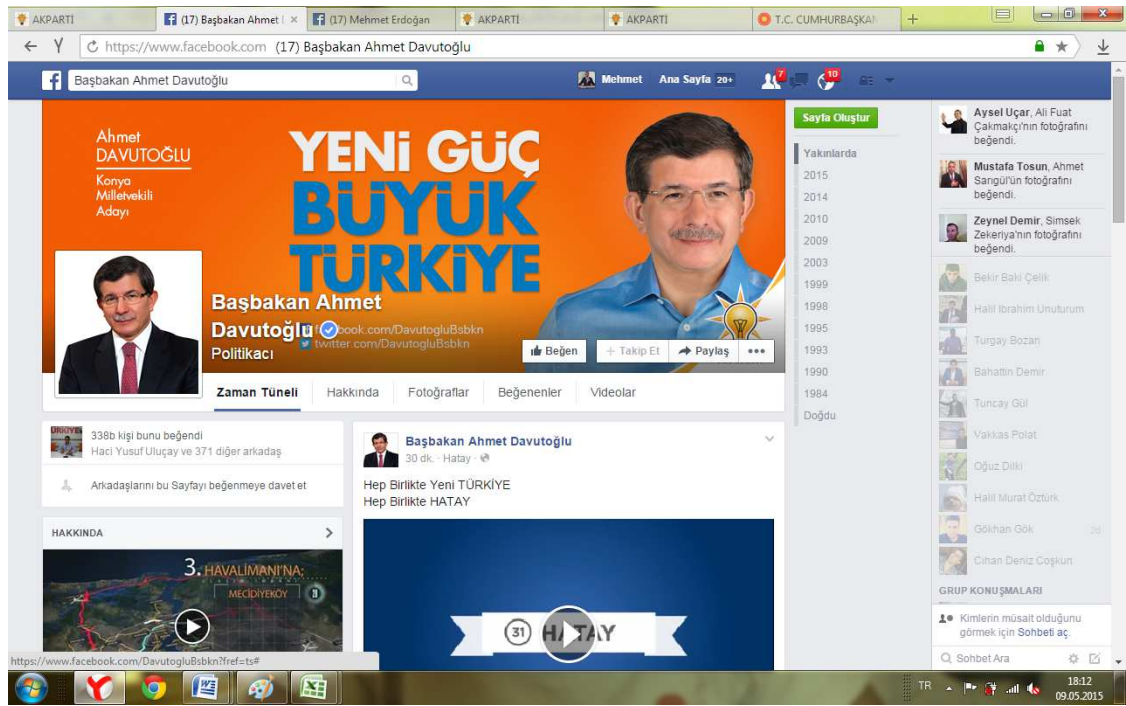 AKPARTİ
(17) Başbakan Ahmet
(17) Mehmet Erdoğan
AKPARTİ
AKPARTİ
T.C. CUMHURBAŞKAN
https://www.facebook.com (17) Başbakan Ahmet Davutoğlu
Başbakan Ahmet Davutoğlu
Mehmet
Ana Sayfa 20+
7
10
Ahmet
DAVUTOĞLU
Konya
Milletvekili
Adayı
YENİ GÜÇ
BÜYÜK
TÜRKİYE
Başbakan Ahmet
Davutoğlu
Politikacı
facebook.com/DavutogluBsbkn
twitter.com/DavutogluBsbkn
Beğen
Takip Et
Paylaş
Zaman Tüneli
Hakkında
Fotoğraflar
Beğenenler
Videolar
Sayfa Oluştur
Yakınlarda
2015
2014
2010
2009
2003
1999
1998
1995
1993
1990
1984
Doğdu
338b kişi bunu beğendi
Haci Yusuf Uluçay ve 371 diğer arkadaş
Arkadaşlarını bu Sayfayı beğenmeye davet et
HAKKINDA
3. HAVALİMANI'NA:
MECİDİYEKÖY
Başbakan Ahmet Davutoğlu
30 dk. · Hatay ·
Hep Birlikte Yeni TÜRKİYE
Hep Birlikte HATAY
31 HATAY
Aysel Uçar, Ali Fuat
Çakmakçı'nın fotoğrafını
beğendi.
Mustafa Tosun, Ahmet
Sarıgül'ün fotoğrafını
beğendi.
Zeynel Demir, Simsek
Zekeriya'nın fotoğrafını
beğendi.
Bekir Baki Çelik
Halil Ibrahim Unuturum
Turgay Bozan
Bahattin Demir
Tuncay Gül
Vakkas Polat
Oğuz Dilki
Halil Murat Öztürk
Gökhan Gök
2d
Cihan Deniz Coşkun
GRUP KONUŞMALARI
Kimlerin müsait olduğunu
görmek için Sohbeti aç.
Sohbet Ara
https://www.facebook.com/DavutogluBsbkn?fref=ts#
TR
18:12
09.05.2015